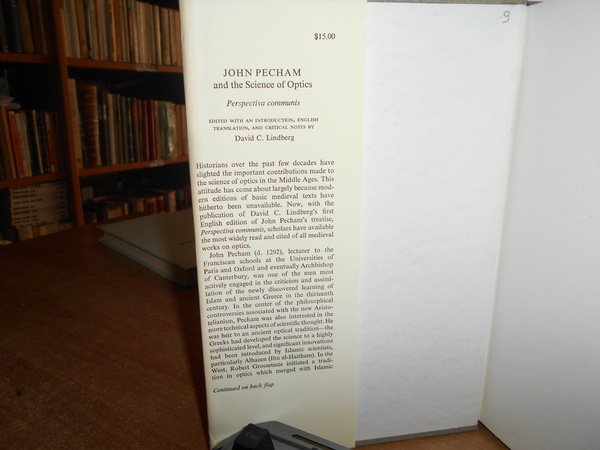 $15.00
JOHN PECHAM
and the Science of Optics
Perspectiva communis
EDITED WITH AN INTRODUCTION, ENGLISH
TRANSLATION, AND CRITICAL NOTES BY
David C. Lindberg
Historians over the past few decades have
slighted the important contributions made to
the science of optics in the Middle Ages. This
attitude has come about largely because mod-
ern editions of basic medieval texts have
hitherto been unavailable. Now, with the
publication of David C. Lindberg's first
English edition of John Pecham's treatise,
Perspectiva communis, scholars have available
the most widely read and cited of all medieval
works on optics.
John Pecham (d. 1292), lecturer to the
Franciscan schools at the Universities of
Paris and Oxford and eventually Archbishop
of Canterbury, was one of the men most
actively engaged in the criticism and assimi-
lation of the newly discovered learning of
Islam and ancient Greece in the thirteenth
century. In the center of the philosophical
controversies associated with the new Aristo-
telianism, Pecham was also interested in the
more technical aspects of scientific thought. He
was heir to an ancient optical tradition—the
Greeks had developed the science to a highly
sophisticated level, and significant innovations
had been introduced by Islamic scientists,
particularly Alhazen (Ibn al-Haitham). In the
West, Robert Grosseteste initiated a tradi-
tion in optics which merged with Islamic
Continued on back flap
9